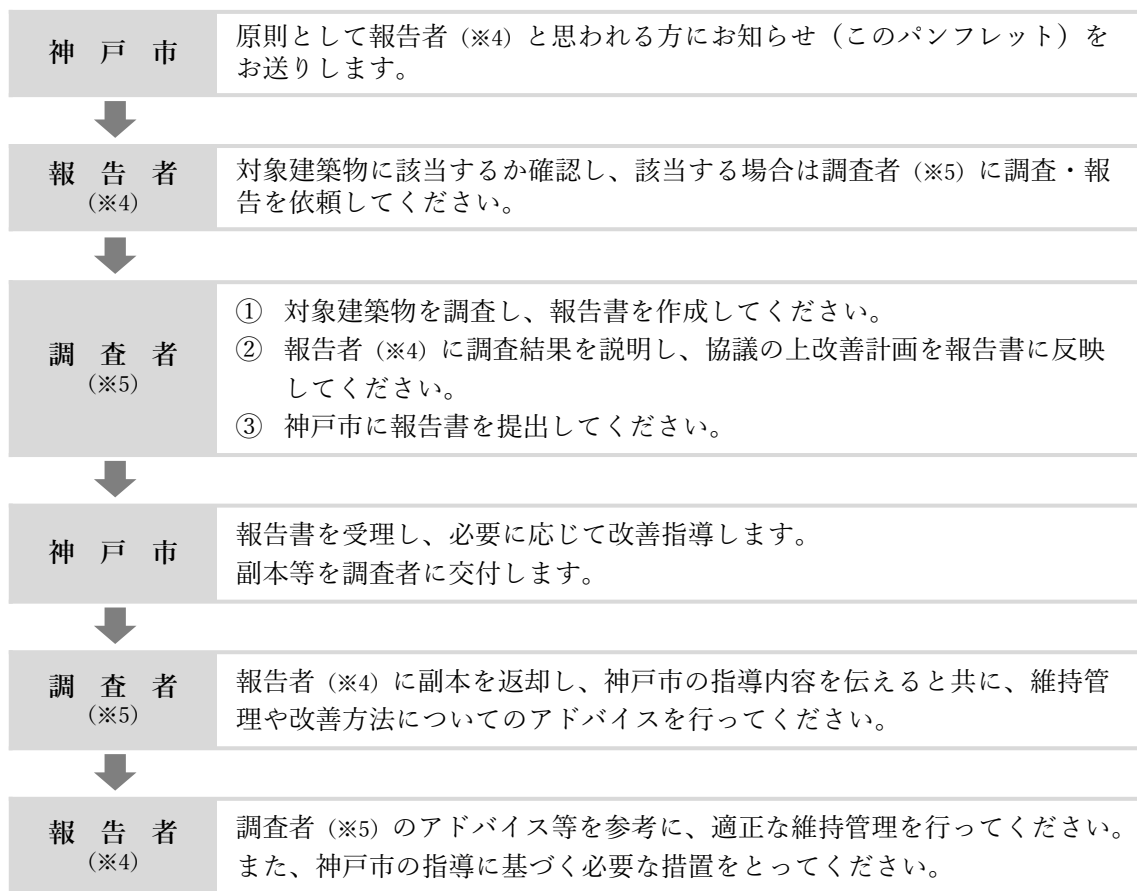 神戸市
原則として報告者 (※4) と思われる方にお知らせ（このパンフレット）を
お送りします。
報告者
(※4)
対象建築物に該当するか確認し、該当する場合は調査者 (※5) に調査・報
告を依頼してください。
調査者
(※5)
① 対象建築物を調査し、報告書を作成してください。
② 報告者 (※4) に調査結果を説明し、協議の上改善計画を報告書に反映
してください。
③ 神戸市に報告書を提出してください。
神戸市
報告書を受理し、必要に応じて改善指導します。
副本等を調査者に交付します。
調査者
(※5)
報告者 (※4) に副本を返却し、神戸市の指導内容を伝えると共に、維持管
理や改善方法についてのアドバイスを行ってください。
報告者
(※4)
調査者 (※5) のアドバイス等を参考に、適正な維持管理を行ってください。
また、神戸市の指導に基づく必要な措置をとってください。